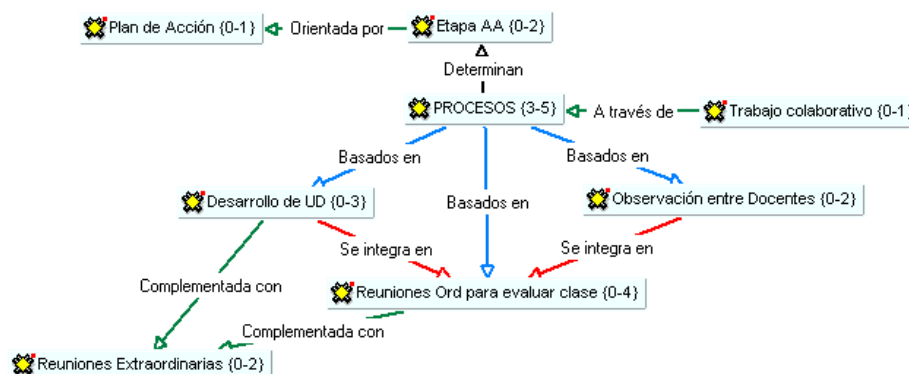 Plan de Acción {0-1}
Orientada por
Etapa AA {0-2}
Determinan
PROCESOS {3-5}
A través de
Trabajo colaborativo {0-1}
Basados en
Basados en
Basados en
Desarrollo de UD {0-3}
Observación entre Docentes {0-2}
Se integra en
Se integra en
Complementada con
Reuniones Ord para evaluar clase {0-4}
Complementada con
Reuniones Extraordinarias {0-2}